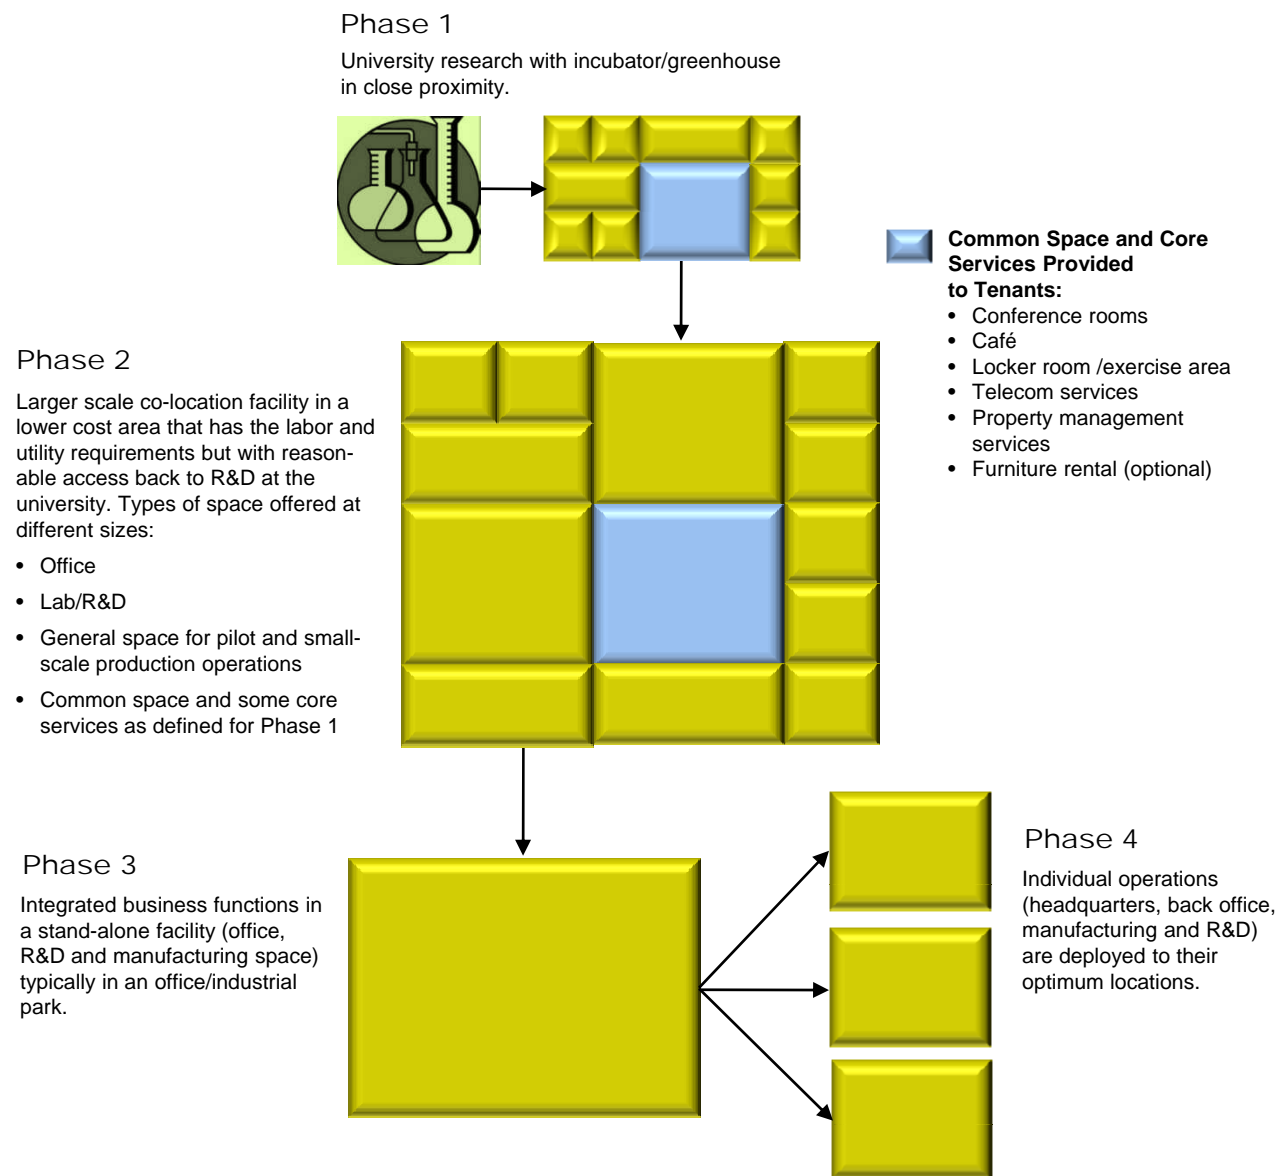 Phase 1
University research with incubator/greenhouse
in close proximity.
Common Space and Core
Services Provided
to Tenants:
• Conference rooms
• Café
• Locker room /exercise area
• Telecom services
• Property management
services
• Furniture rental (optional)
Phase 2
Larger scale co-location facility in a
lower cost area that has the labor and
utility requirements but with reason-
able access back to R&D at the
university. Types of space offered at
different sizes:
• Office
• Lab/R&D
• General space for pilot and small-
scale production operations
• Common space and some core
services as defined for Phase 1
Phase 3
Integrated business functions in
a stand-alone facility (office,
R&D and manufacturing space)
typically in an office/industrial
park.
Phase 4
Individual operations
(headquarters, back office,
manufacturing and R&D)
are deployed to their
optimum locations.